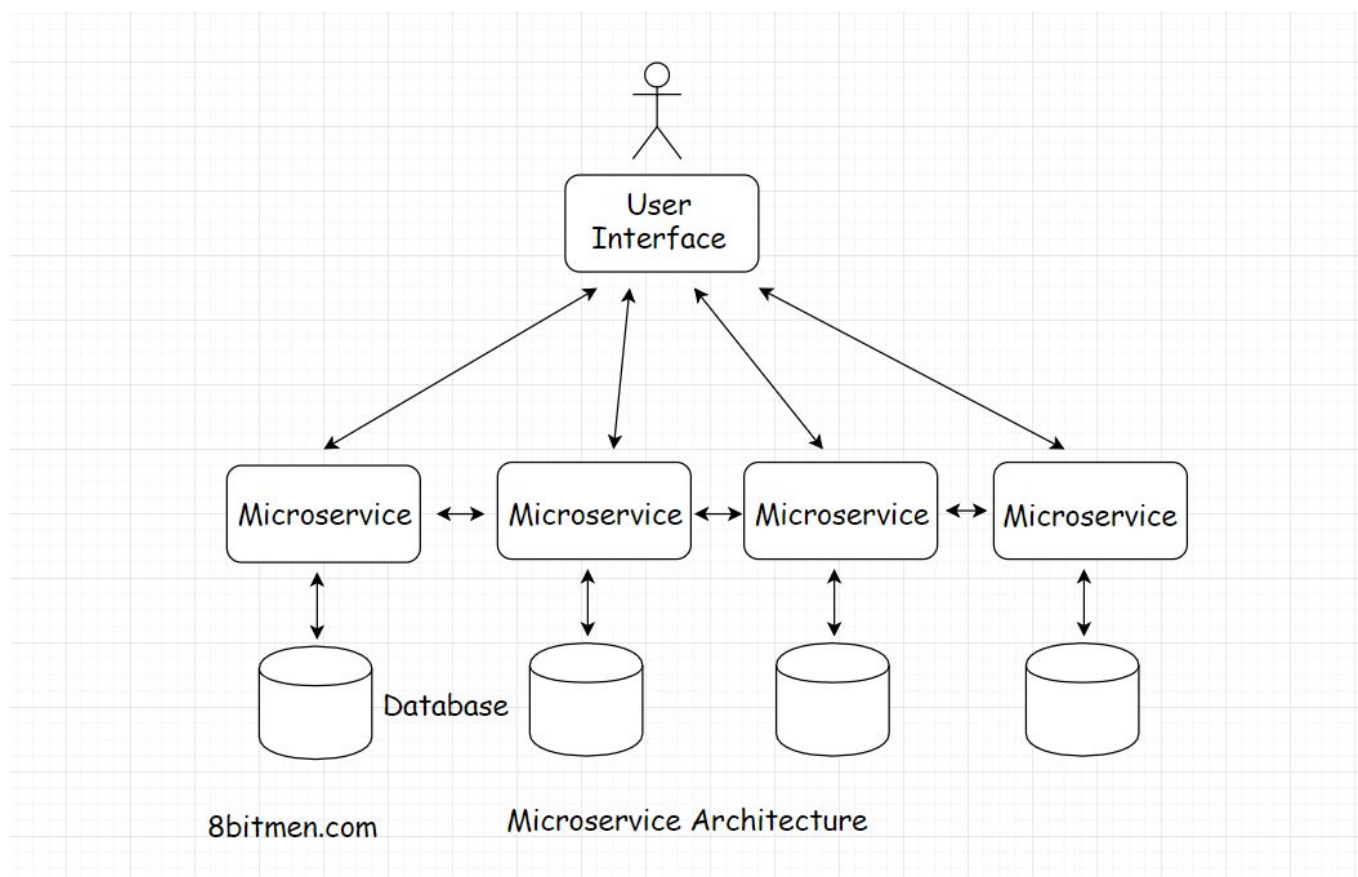 User
Interface
Microservice
Microservice
Microservice
Microservice
Database
8bitmen.com
Microservice Architecture